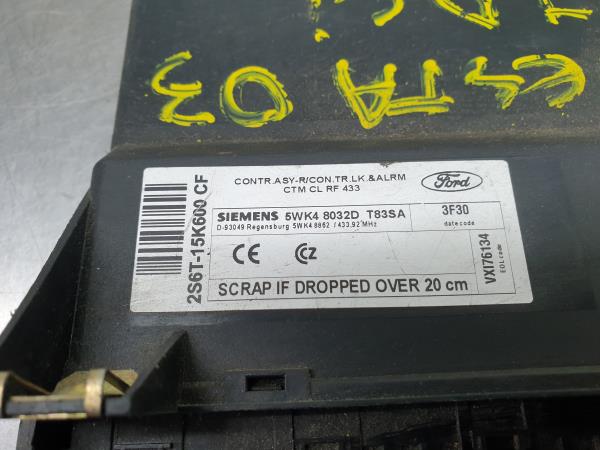 ESTA 03
CONTR.ASY-R/CON.TR.LK.&ALRM
CTM CL RF 433
Ford
SIEMENS 5WK4 8032D T83SA
D-93049 Regensburg 5WK4 8862 / 433,92 MHz
3F30
date code
2S6T-15K600 CF
CE CZ
VXI76134
EOL code
SCRAP IF DROPPED OVER 20 cm